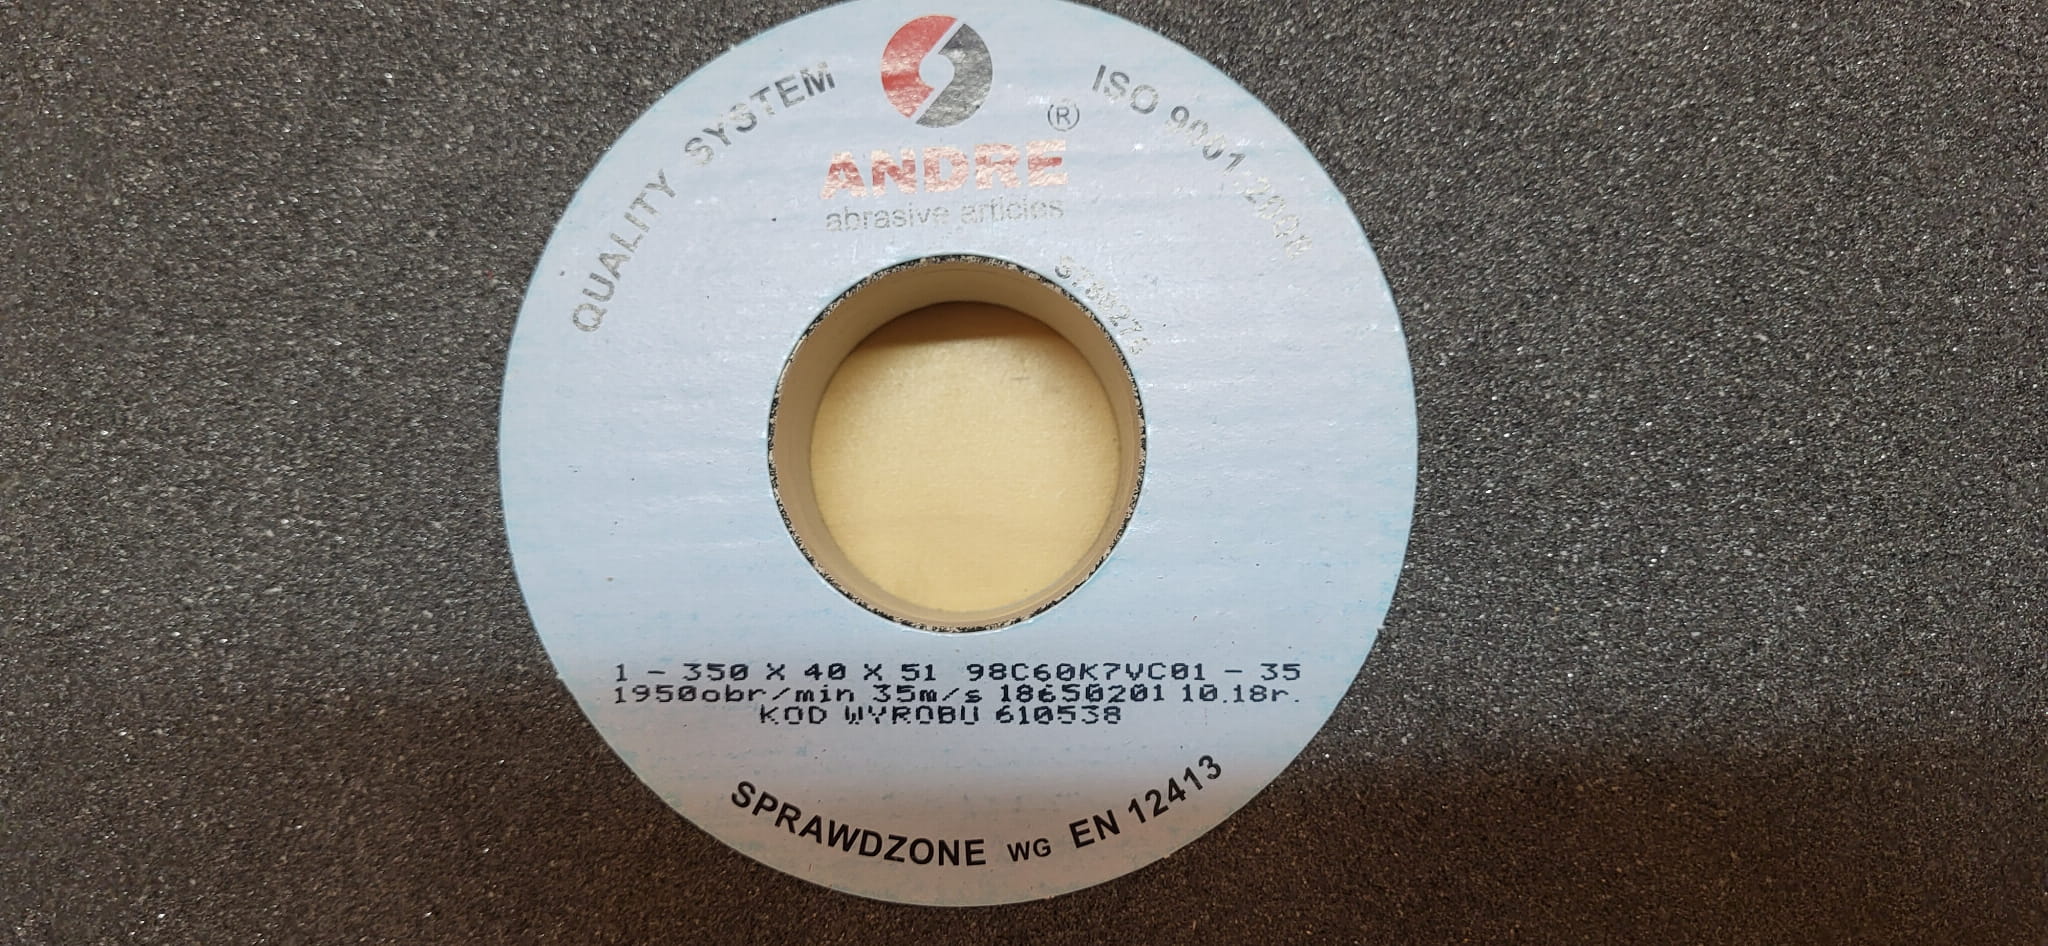 QUALITY SYSTEM
ISO 9001:2008
®
ANDRE
abrasive articles
1 - 350 X 40 X 51 98C60K7VC01 - 35
1950obr/min 35m/s 18650201 10.18r.
KOD WYROBU 610538
SPRAWDZONE WG EN 12413